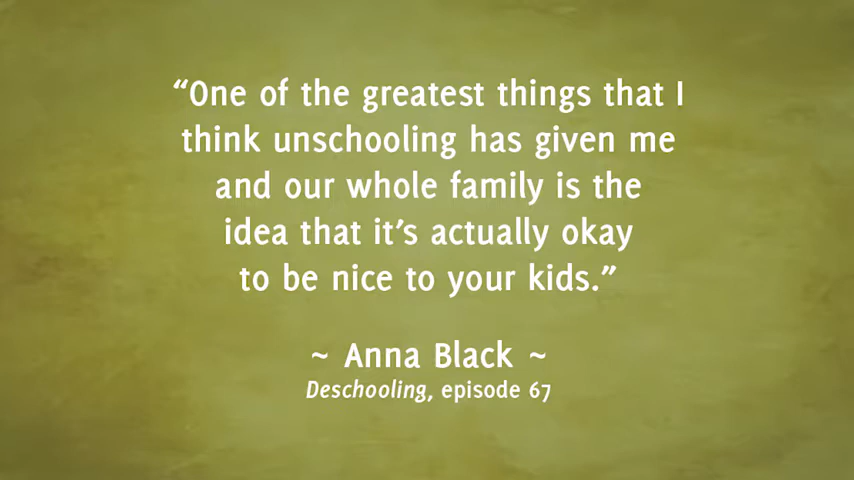 “One of the greatest things that I
think unschooling has given me
and our whole family is the
idea that it’s actually okay
to be nice to your kids.”
~ Anna Black ~
Deschooling, episode 67